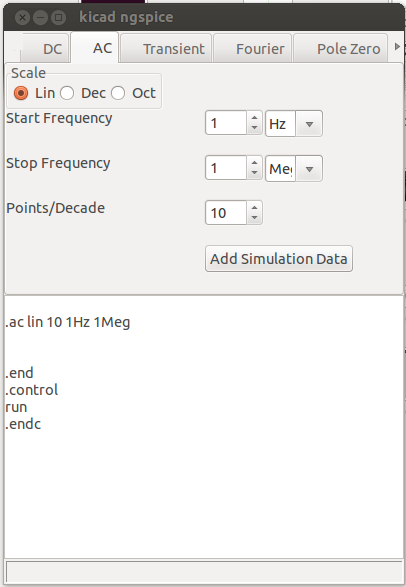 kicad ngspice
DC AC Transient Fourier Pole Zero
Scale
Lin Dec Oct
Start Frequency 1 Hz
Stop Frequency 1
Points/Decade 10
Add Simulation Data
.ac lin 10 1Hz 1Meg
.end
.control
run
.endc